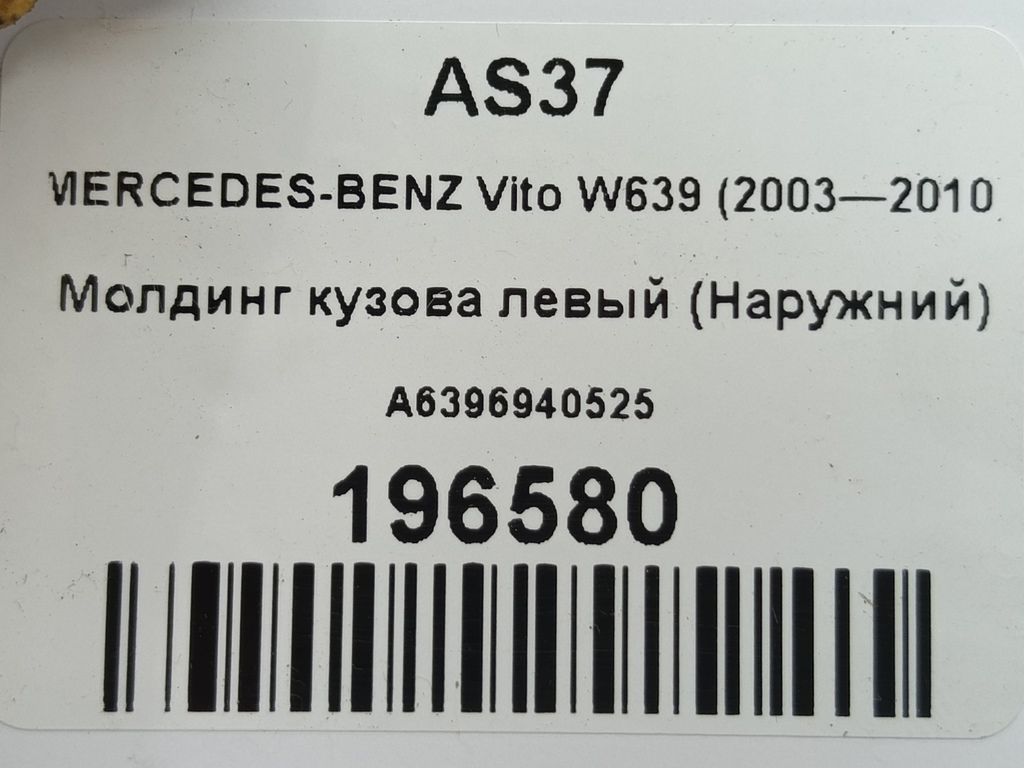 AS37
MERCEDES-BENZ Vito W639 (2003—2010
Молдинг кузова левый (Наружний)
A6396940525
196580